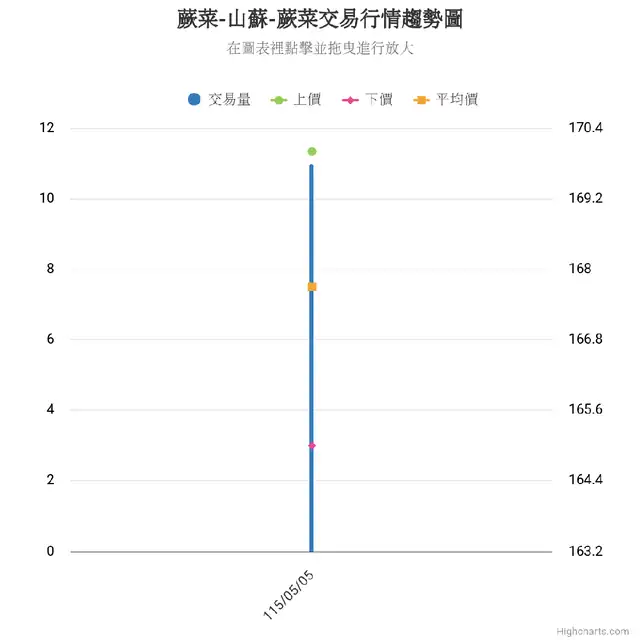 蕨菜-山蘇-蕨菜交易行情趨勢圖
在圖表裡點擊並拖曳進行放大
交易量 上價 下價 平均價
12 170.4
10 169.2
8 168
6 166.8
4 165.6
2 164.4
0 163.2
115/05/05
Highcharts.com